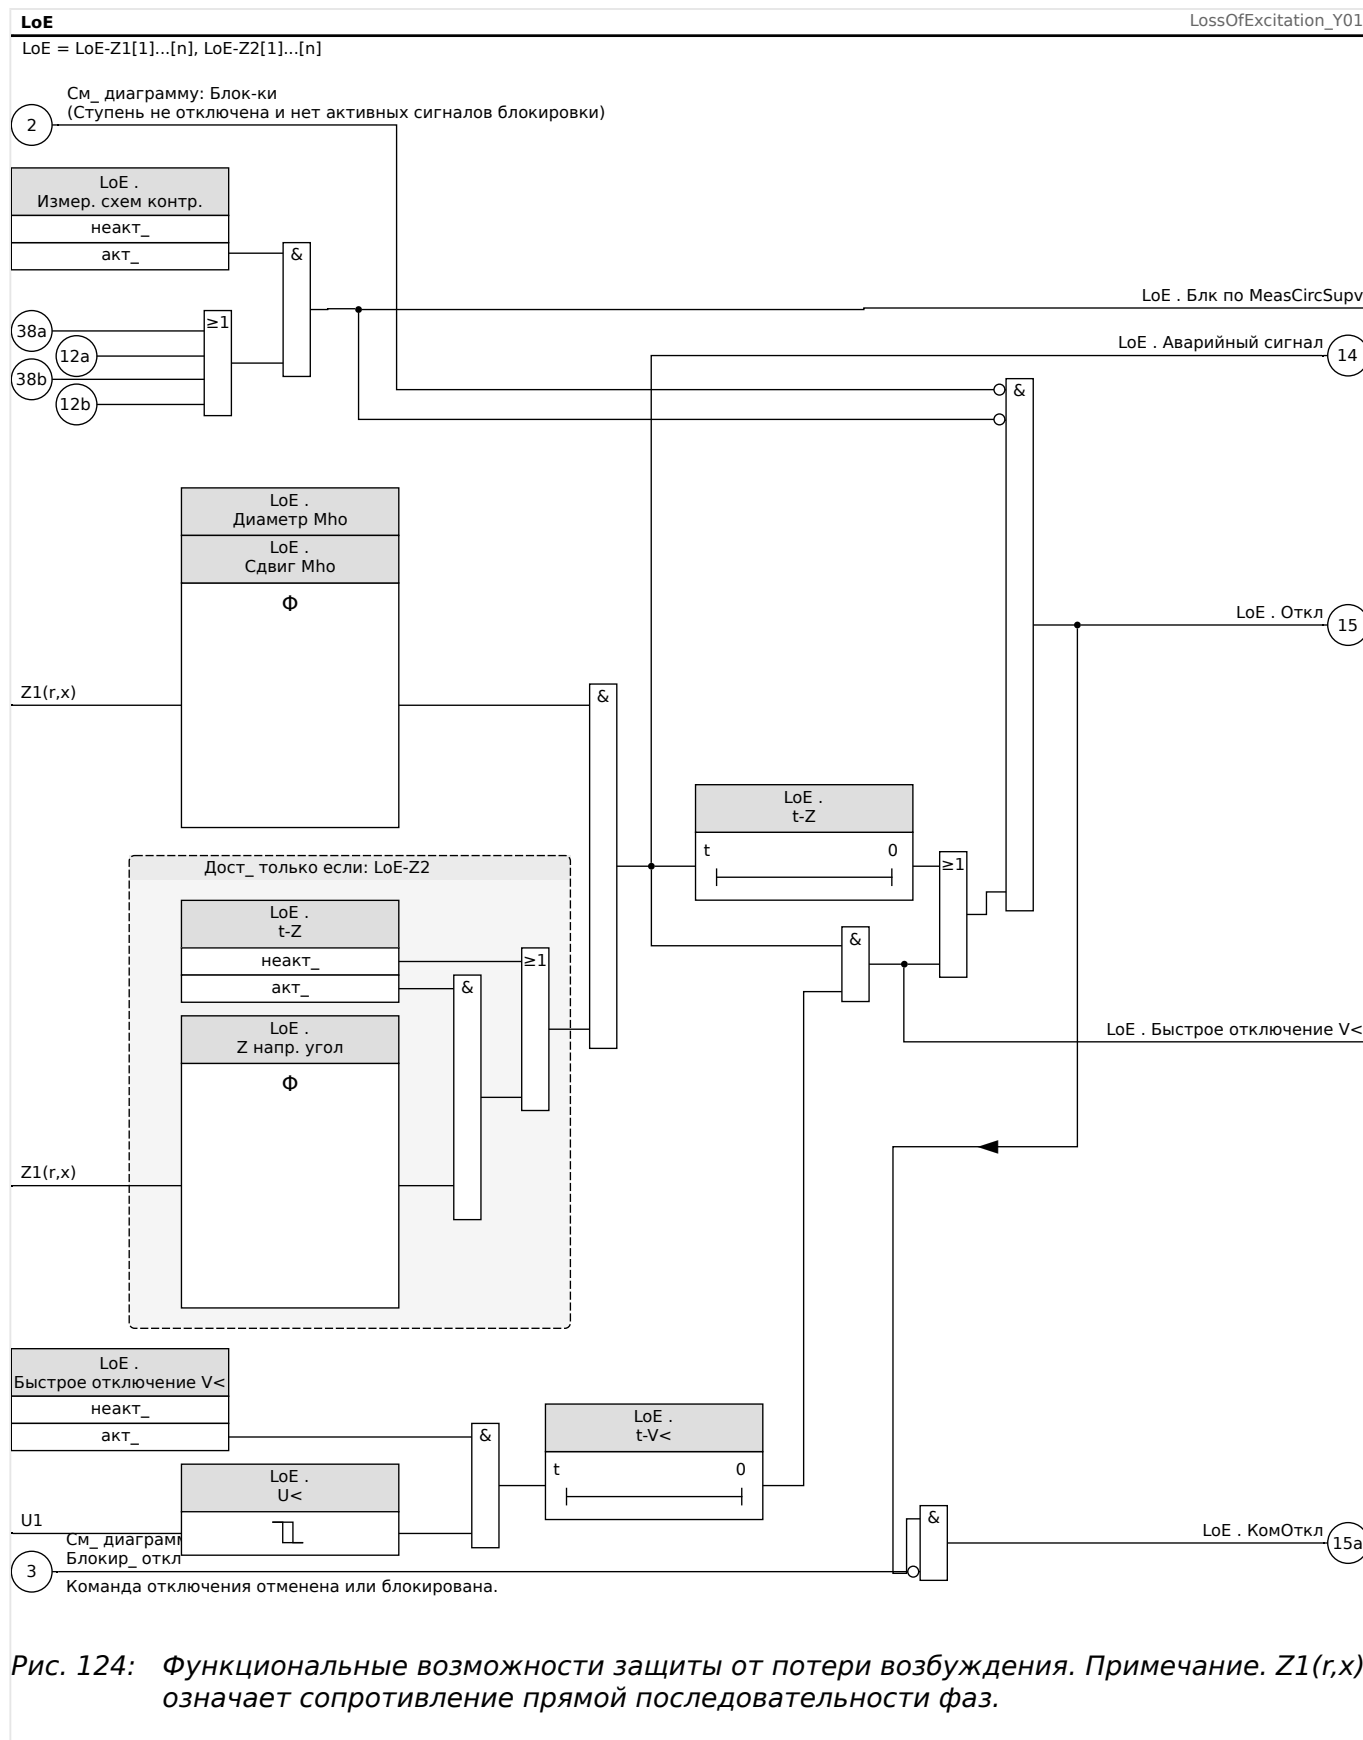 LoE
LossOfExcitation_Y01
LoE = LoE-Z1[1]...[n], LoE-Z2[1]...[n]
См_ диаграмму: Блок-ки
(Ступень не отключена и нет активных сигналов блокировки)
2
LoE .
Измер. схем контр.
неакт_
акт_
&
LoE . Блк по MeasCircSupv
38a
12a
38b
12b
≥1
LoE . Аварийный сигнал
14
&
LoE .
Диаметр Mho
LoE .
Сдвиг Mho
Φ
LoE . Откл
15
Z1(r,x)
&
LoE .
t-Z
t
0
≥1
Дост_ только если: LoE-Z2
LoE .
t-Z
неакт_
акт_
≥1
&
&
LoE .
Z напр. угол
Φ
LoE . Быстрое отключение V<
Z1(r,x)
LoE .
Быстрое отключение V<
неакт_
акт_
&
LoE .
t-V<
t
0
LoE .
U<
U1
См_ диаграмм
Блокир_ откл
3
Команда отключения отменена или блокирована.
&
LoE . КомОткл
15a
Рис. 124: Функциональные возможности защиты от потери возбуждения. Примечание. Z1(r,x)
означает сопротивление прямой последовательности фаз.